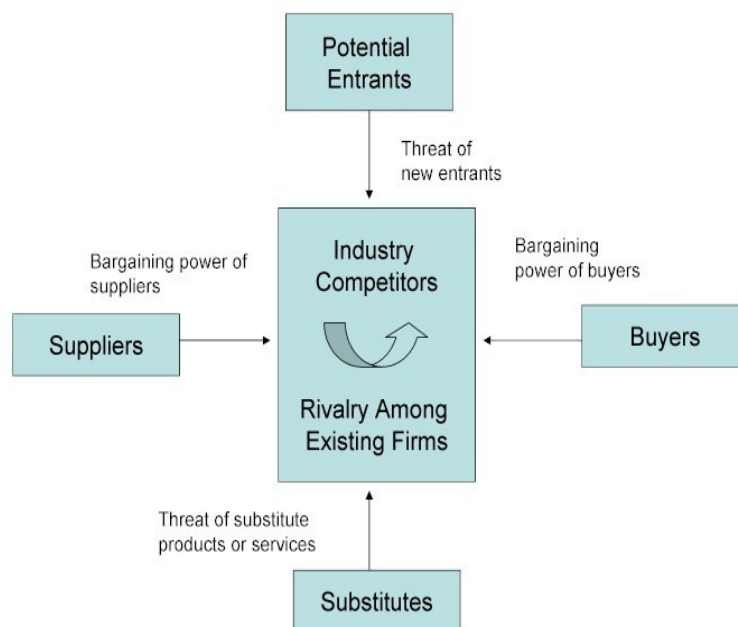 Potential
Entrants
Threat of
new entrants
Industry
Competitors
Bargaining power of
suppliers
Bargaining
power of buyers
Suppliers
Buyers
Rivalry Among
Existing Firms
Threat of substitute
products or services
Substitutes